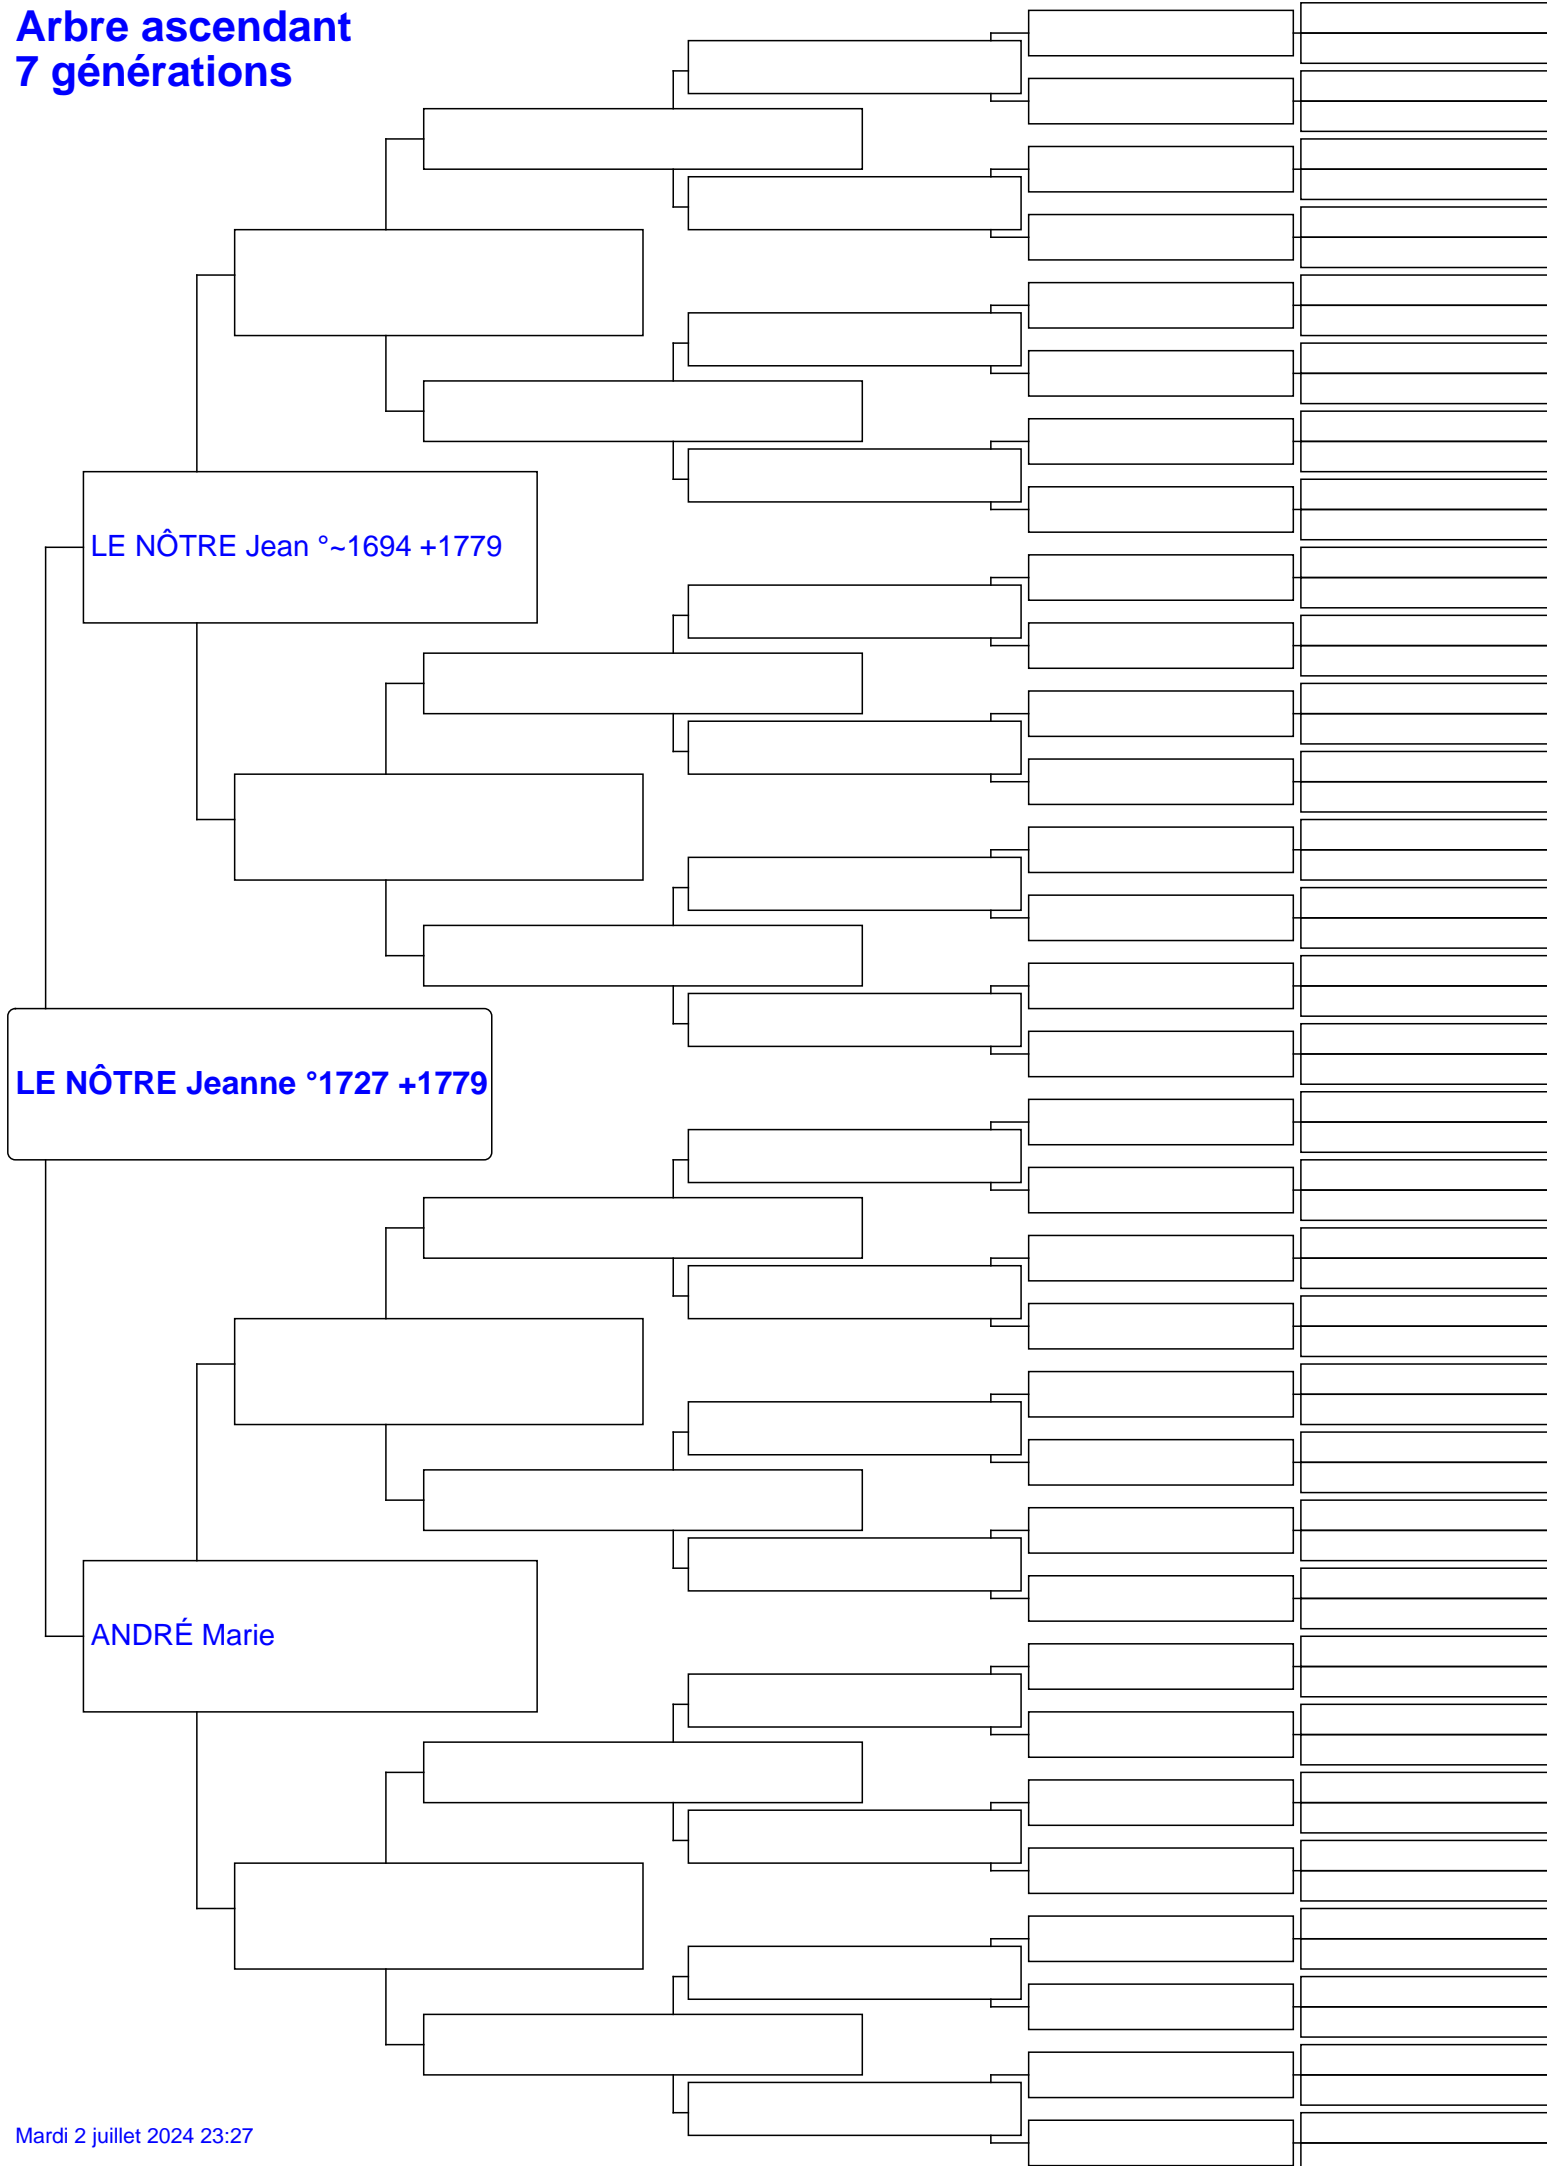 Arbre ascendant
7 générations
LE NÔTRE Jean °~1694 +1779
LE NÔTRE Jeanne °1727 +1779
ANDRÉ Marie
Mardi 2 juillet 2024 23:27